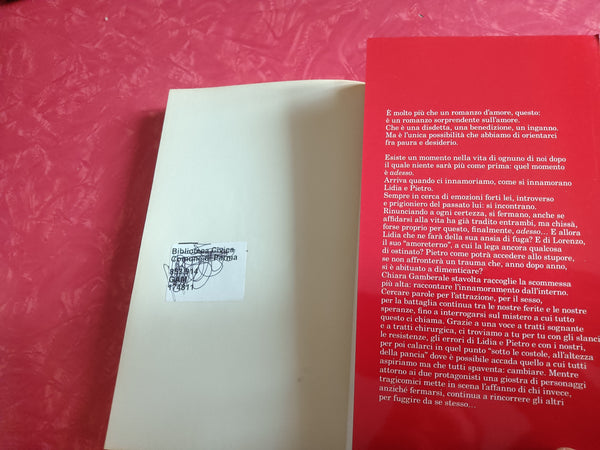 Biblioteca Civica
Comune di Parma
853.914
GAM
174811
È molto più che un romanzo d'amore, questo:
è un romanzo sorprendente sull'amore.
Che è una disdetta, una benedizione, un inganno.
Ma è l'unica possibilità che abbiamo di orientarci
fra paura e desiderio.
Esiste un momento nella vita di ognuno di noi dopo
il quale niente sarà più come prima: quel momento
è adesso.
Arriva quando ci innamoriamo, come si innamorano
Lidia e Pietro.
Sempre in cerca di emozioni forti lei, introverso
e prigioniero del passato lui: si incontrano.
Rinunciando a ogni certezza, si fermano, anche se
affidarsi alla vita ha già tradito entrambi, ma chissà,
forse proprio per questo, finalmente, adesso... E allora
Lidia che ne farà della sua ansia di fuga? E di Lorenzo,
il suo "amoreterno", a cui la lega ancora qualcosa
di ostinato? Pietro come potrà accedere allo stupore,
se non affronterà un trauma che, anno dopo anno,
si è abituato a dimenticare?
Chiara Gamberale stavolta raccoglie la scommessa
più alta: raccontare l'innamoramento dall'interno.
Cercare parole per l'attrazione, per il sesso,
per la battaglia continua tra le nostre ferite e le nostre
speranze, fino a interrogarsi sul mistero a cui tutto
questo ci chiama. Grazie a una voce a tratti sognante
e a tratti chirurgica, ci troviamo a tu per tu con gli slanci,
le resistenze, gli errori di Lidia e Pietro e con i nostri,
per poi calarci in quel punto "sotto le costole, all'altezza
della pancia" dove è possibile accada quello a cui tutti
aspiriamo ma che tutti spaventa: cambiare. Mentre
attorno ai due protagonisti una giostra di personaggi
tragicomici mette in scena l'affanno di chi invece,
anziché fermarsi, continua a rincorrere gli altri
per fuggire da se stesso...